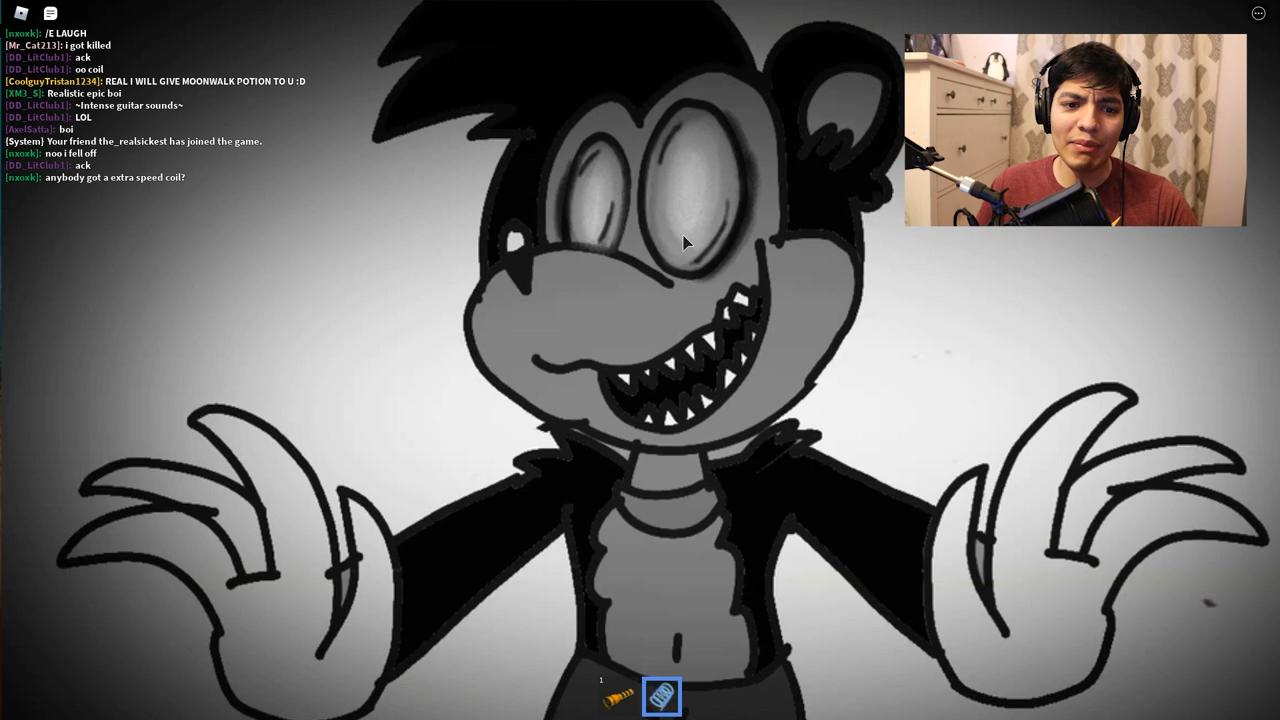 [nxoxk]: /E LAUGH
[Mr_Cat213]: i got killed
[DD_LitClub1]: ack
[DD_LitClub1]: oo coil
[CoolguyTristan1234]: REAL I WILL GIVE MOONWALK POTION TO U :D
[XM3_S]: Realistic epic boi
[DD_LitClub1]: ~Intense guitar sounds~
[DD_LitClub1]: LOL
[AxelSatta]: boi
{System} Your friend the_realsickest has joined the game.
[nxoxk]: noo i fell off
[DD_LitClub1]: ack
[nxoxk]: anybody got a extra speed coil?
1